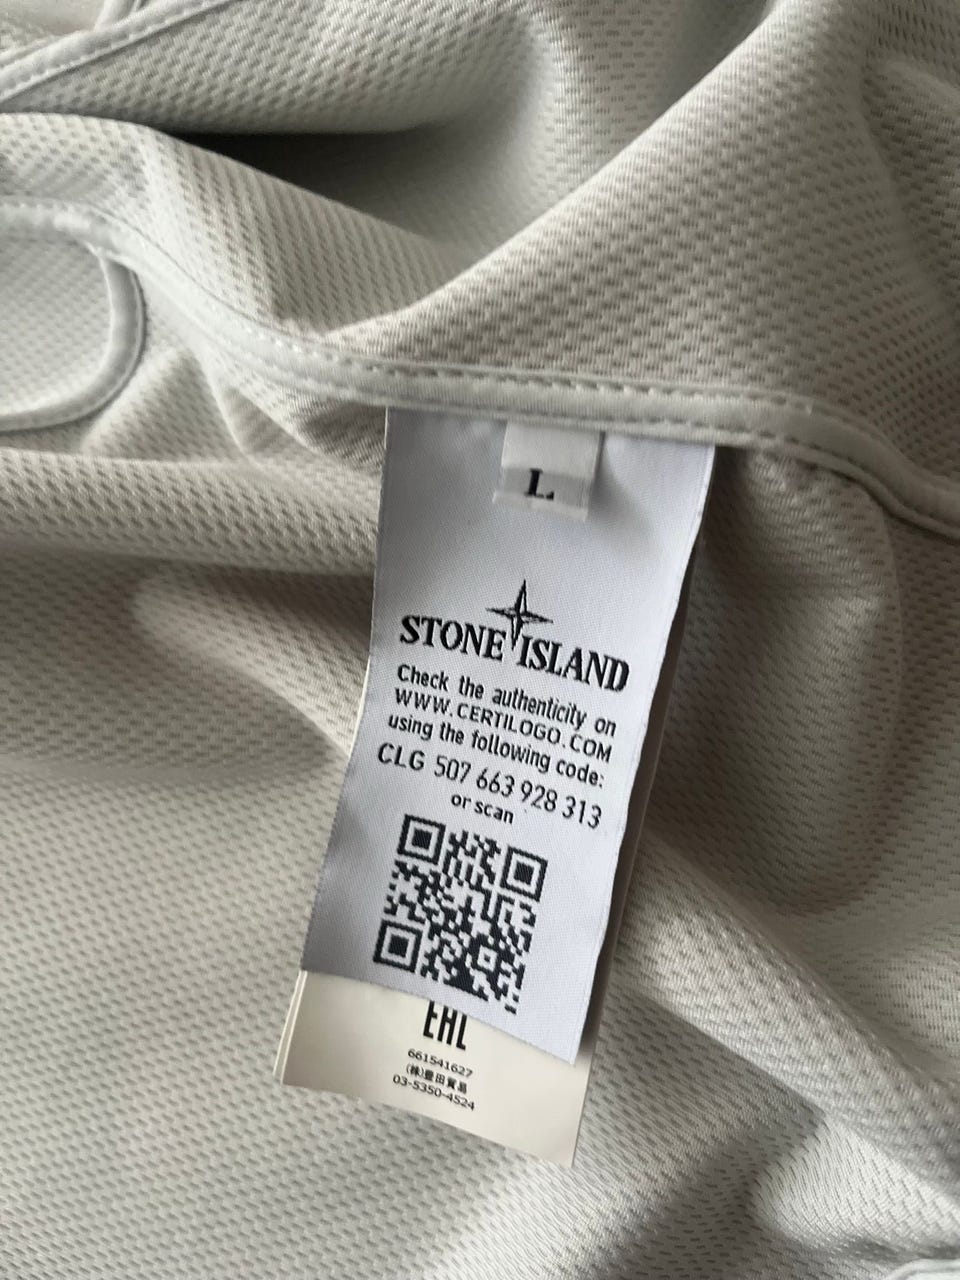 L
STONE ISLAND
Check the authenticity on
WWW.CERTILOGO.COM
using the following code:
CLG 507 663 928 313
or scan
EAC
661541627
(株)豊田貿易
03-5350-4524